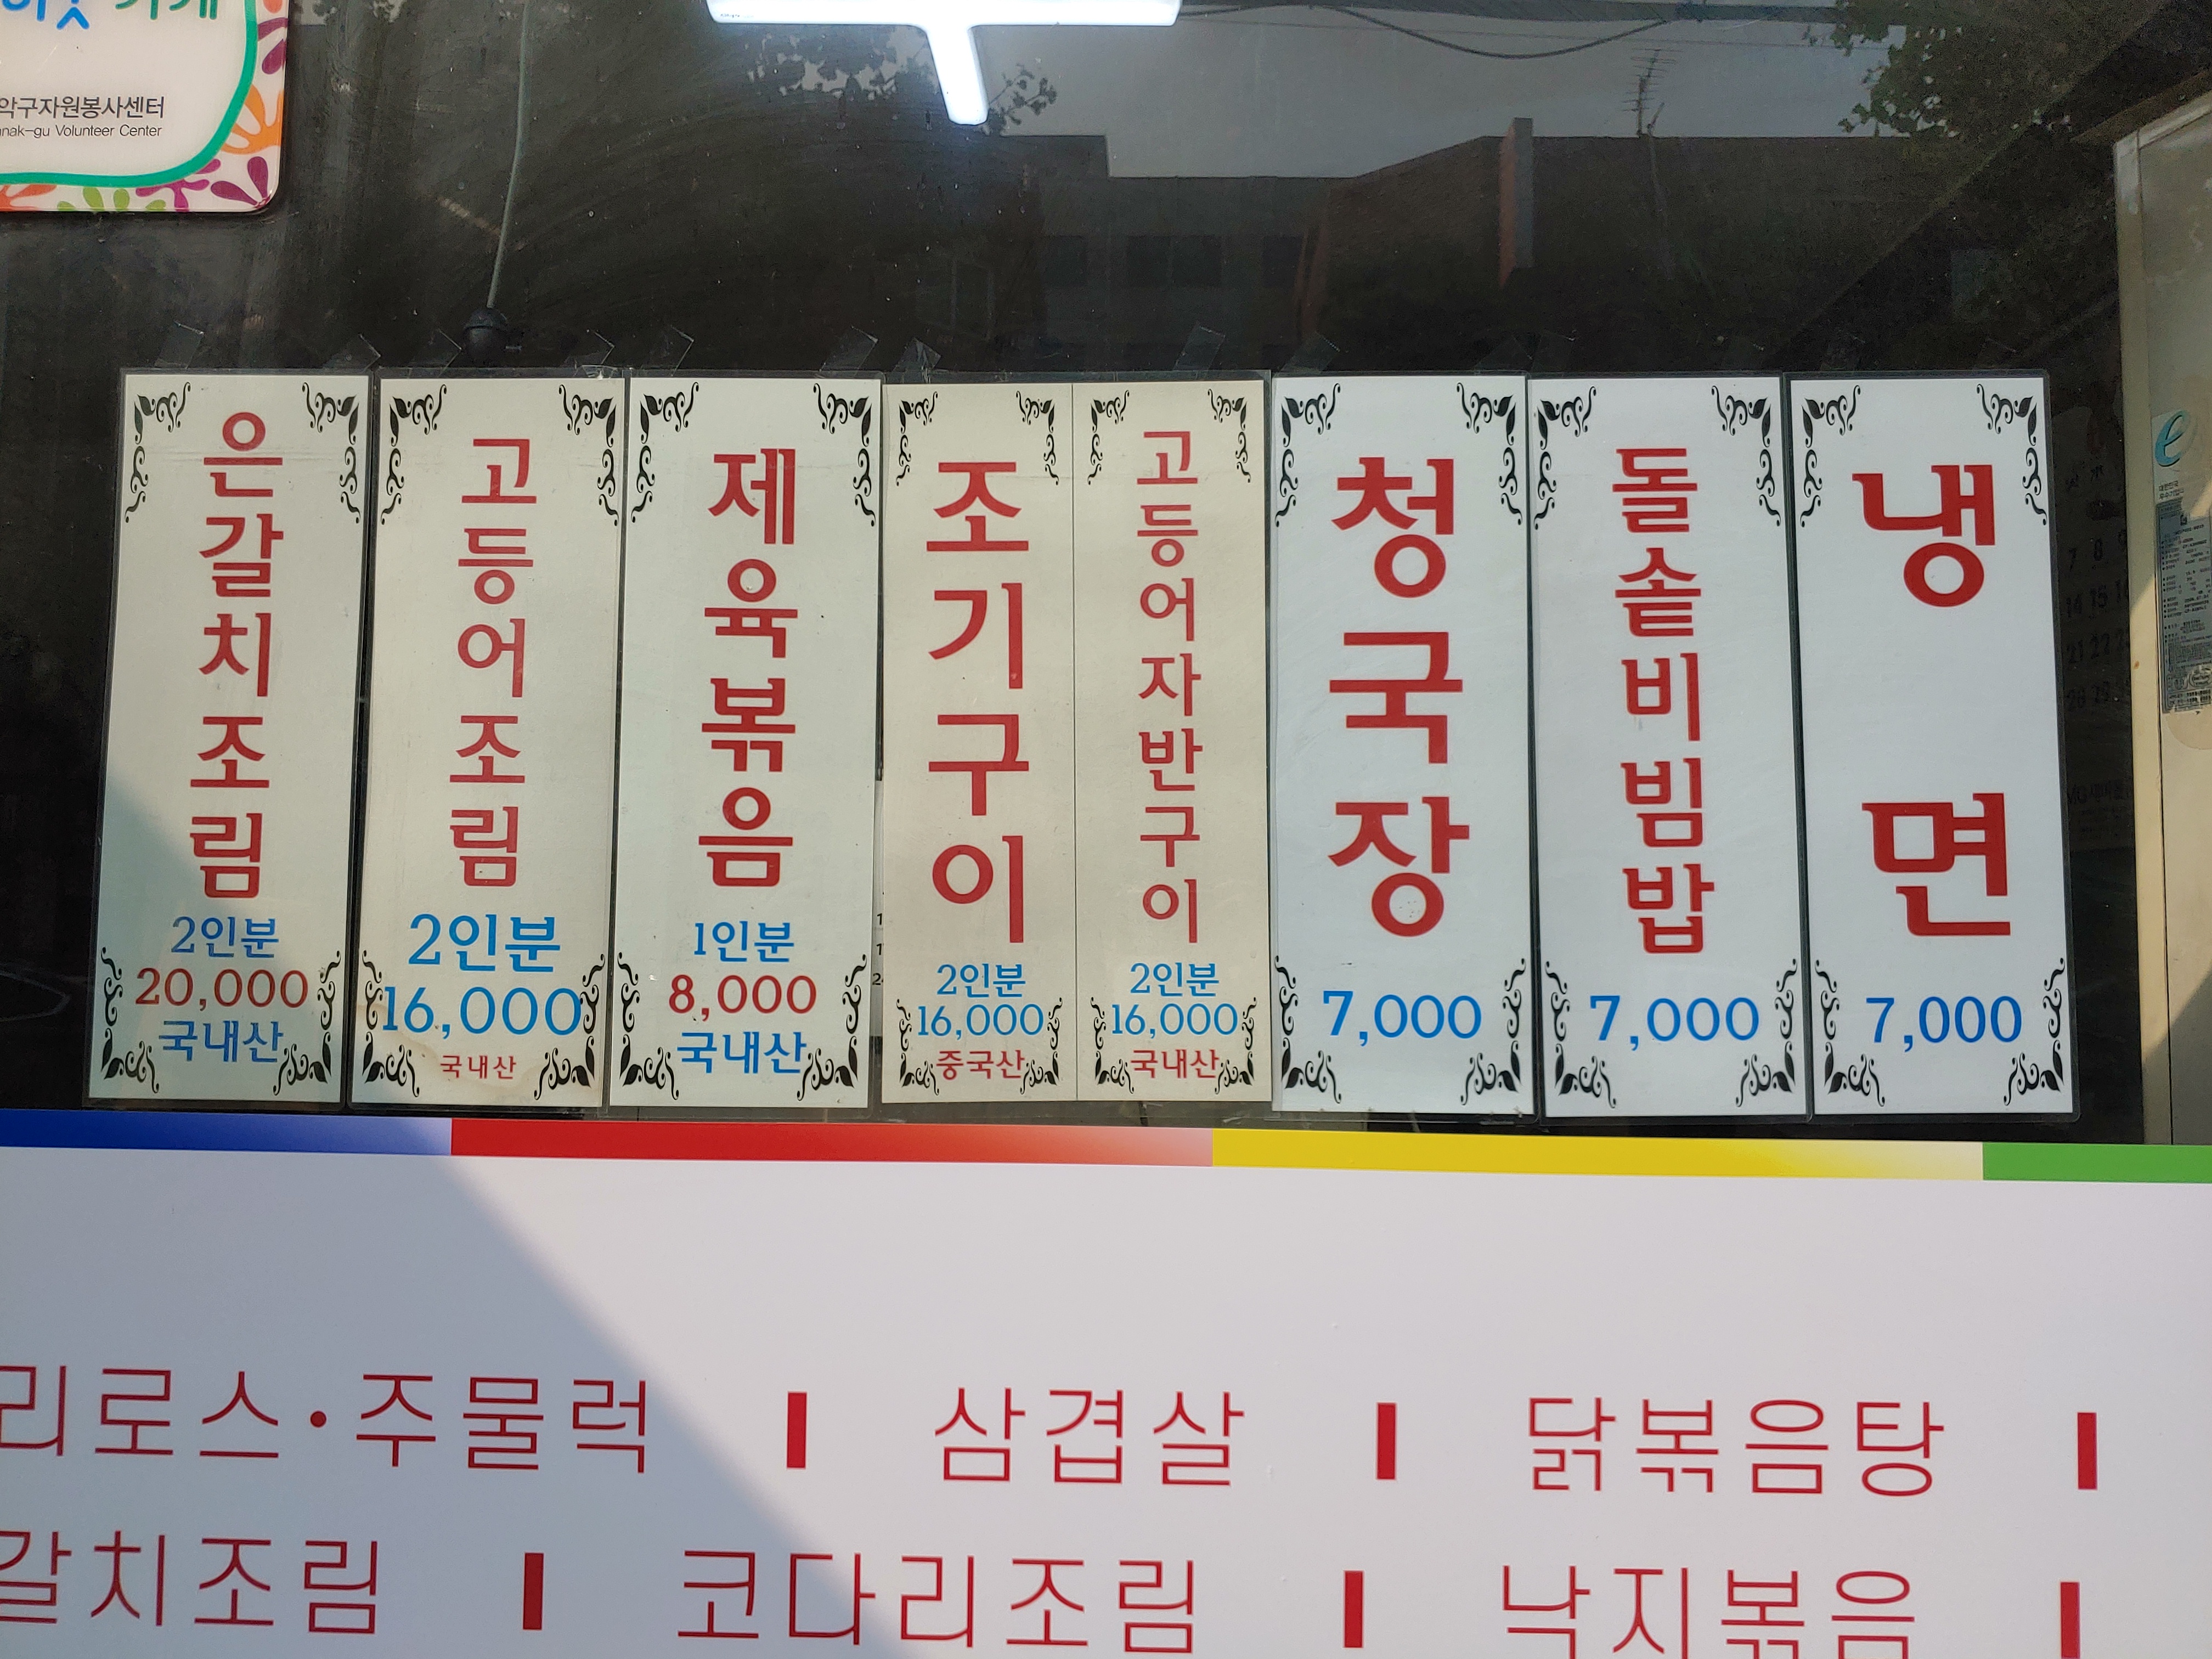 가게
악구자원봉사센터
anak-gu Volunteer Center
은갈치조림
2인분
20,000
국내산
고등어조림
2인분
16,000
국내산
제육볶음
1인분
8,000
국내산
조기구이
2인분
16,000
중국산
고등어자반구이
2인분
16,000
국내산
청국장
7,000
돌솥비빔밥
7,000
냉면
7,000
리로스·주물럭 | 삼겹살 | 닭볶음탕 |
갈치조림 | 코다리조림 | 낙지볶음 |